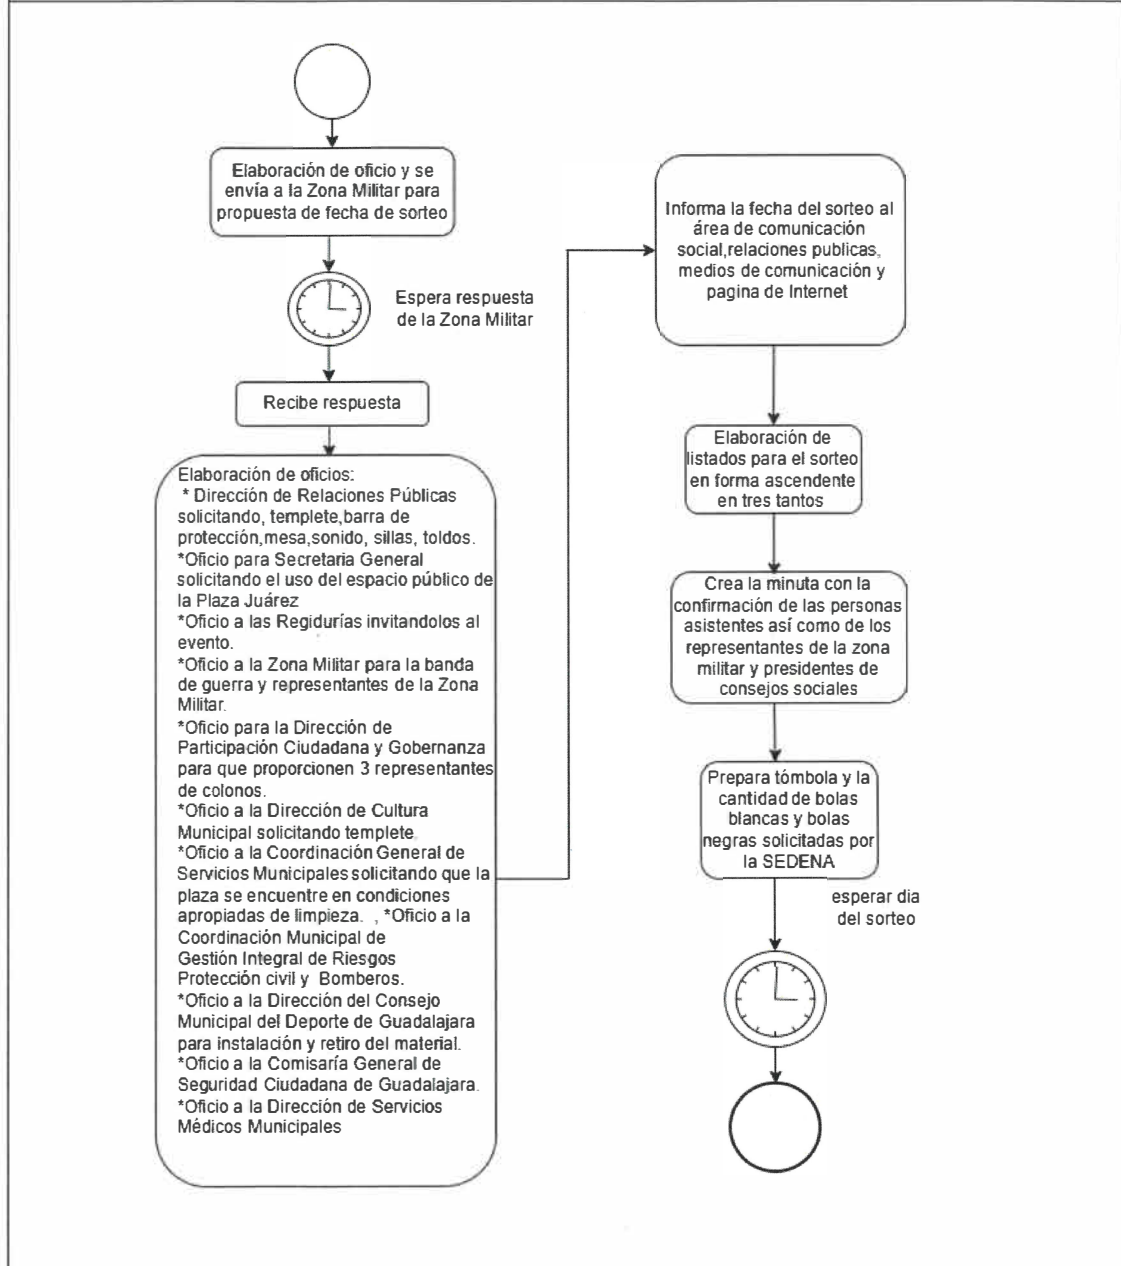 Elaboración de oficio y se
envía a la Zona Militar para
propuesta de fecha de sorteo
Espera respuesta
de la Zona Militar
Recibe respuesta
Elaboración de oficios:
* Dirección de Relaciones Públicas
solicitando, templete,barra de
protección,mesa,sonido, sillas, toldos.
*Oficio para Secretaria General
solicitando el uso del espacio público de
la Plaza Juárez
*Oficio a las Regidurías invitandolos al
evento.
*Oficio a la Zona Militar para la banda
de guerra y representantes de la Zona
Militar.
*Oficio para la Dirección de
Participación Ciudadana y Gobernanza
para que proporcionen 3 representantes
de colonos.
*Oficio a la Dirección de Cultura
Municipal solicitando templete.
*Oficio a la Coordinación General de
Servicios Municipales solicitando que la
plaza se encuentre en condiciones
apropiadas de limpieza. , *Oficio a la
Coordinación Municipal de
Gestión Integral de Riesgos
Protección civil y Bomberos.
*Oficio a la Dirección del Consejo
Municipal del Deporte de Guadalajara
para instalación y retiro del material.
*Oficio a la Comisaría General de
Seguridad Ciudadana de Guadalajara.
*Oficio a la Dirección de Servicios
Médicos Municipales
Informa la fecha del sorteo al
área de comunicación
social,relaciones publicas,
medios de comunicación y
pagina de Internet
Elaboración de
listados para el sorteo
en forma ascendente
en tres tantos
Crea la minuta con la
confirmación de las personas
asistentes así como de los
representantes de la zona
militar y presidentes de
consejos sociales
Prepara tómbola y la
cantidad de bolas
blancas y bolas
negras solicitadas por
la SEDENA
esperar dia
del sorteo